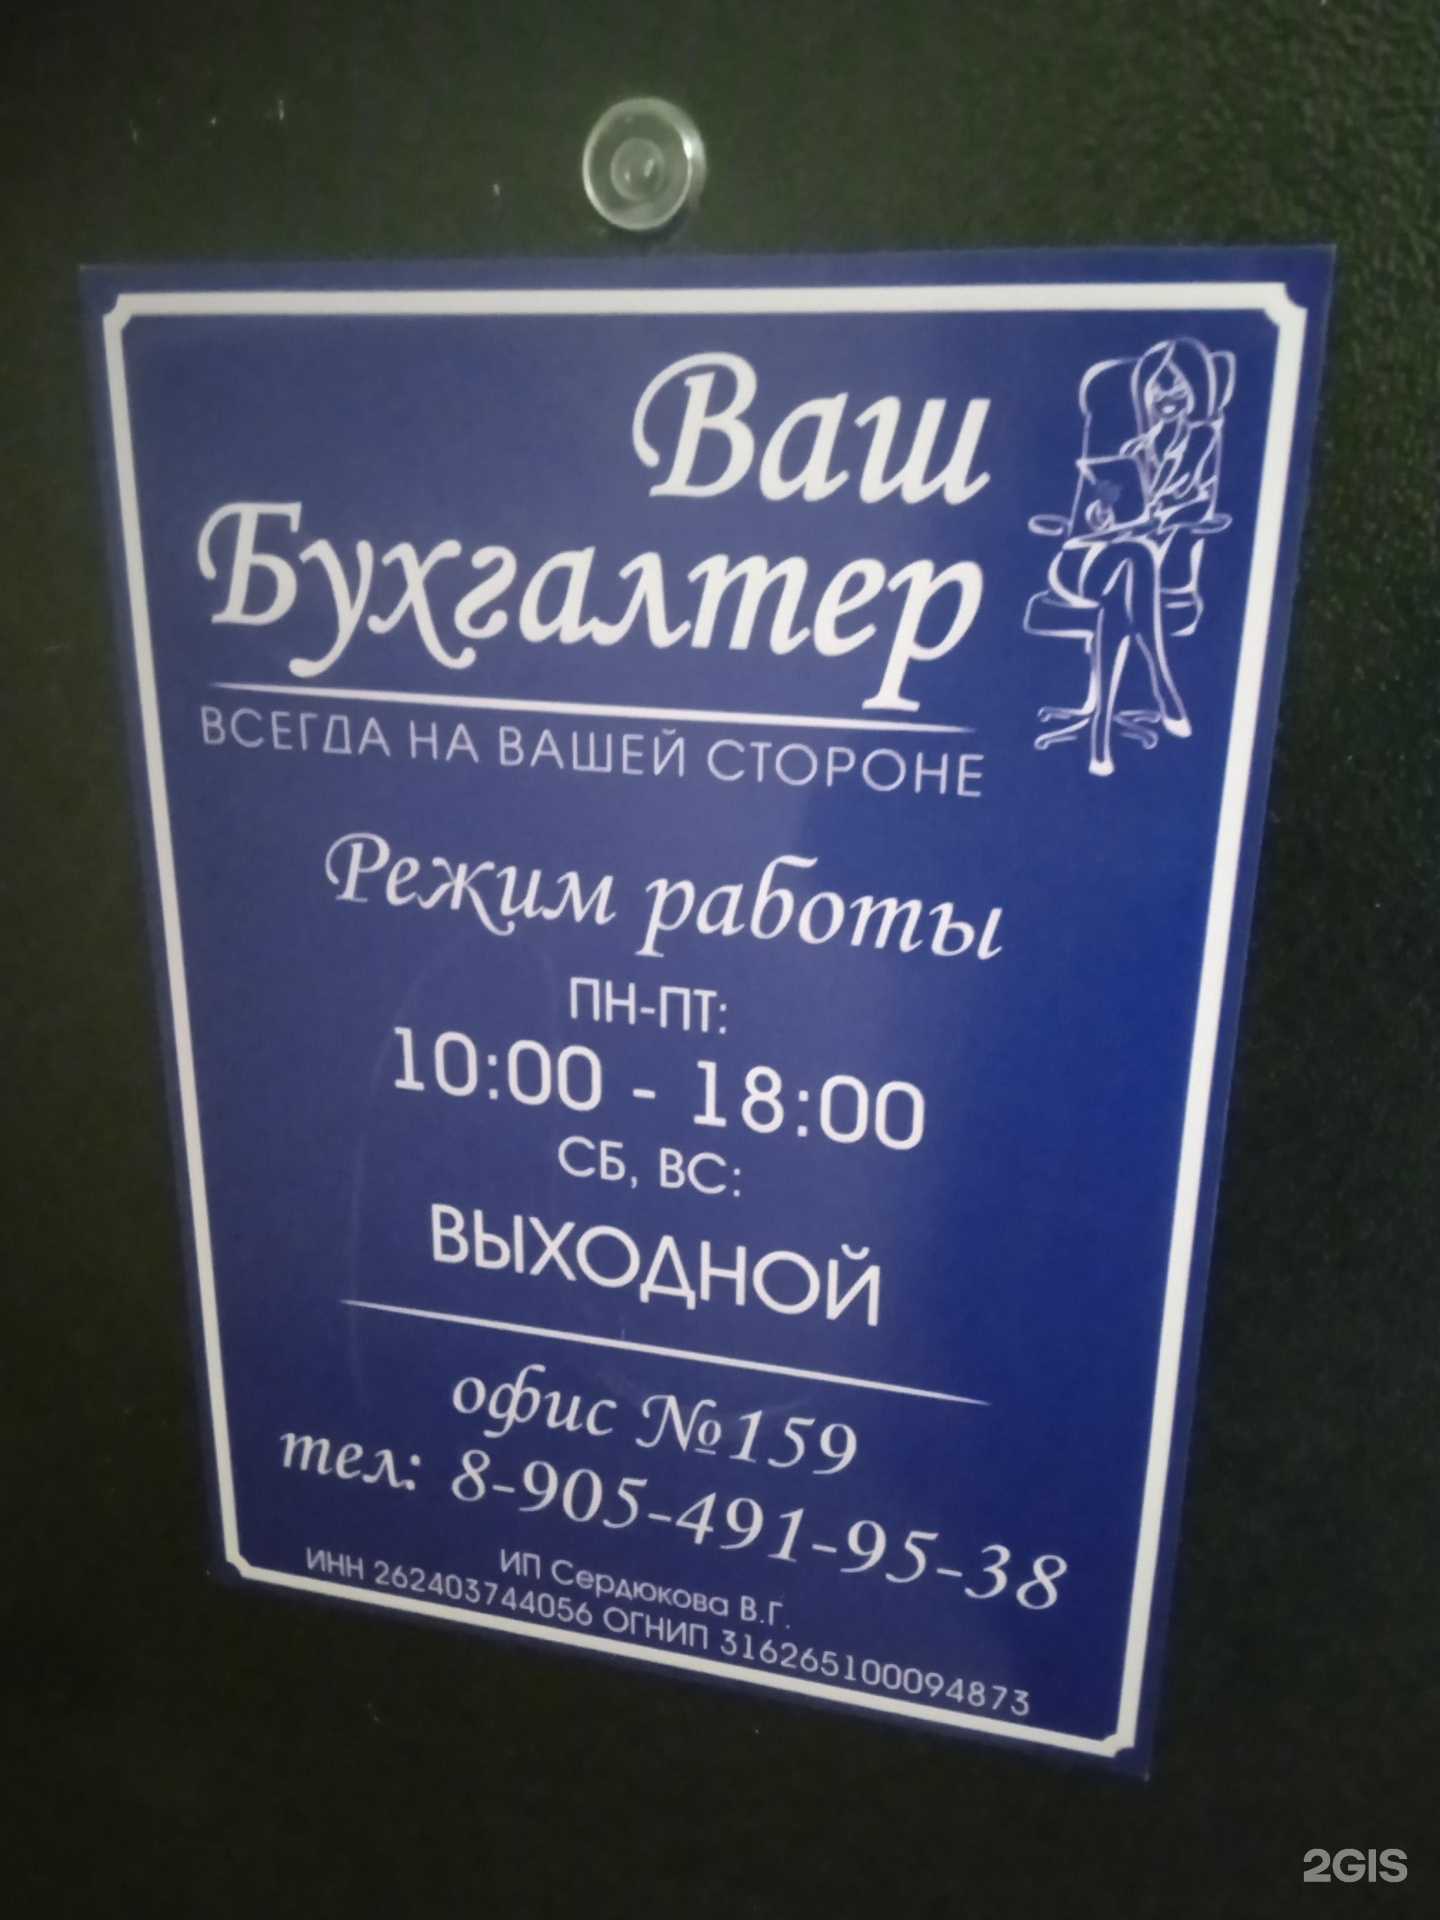 Ваш
Бухгалтер
ВСЕГДА НА ВАШЕЙ СТОРОНЕ
Режим работы
ПН-ПТ:
10:00 - 18:00
СБ, ВС:
ВЫХОДНОЙ
офис №159
тел: 8-905-491-95-38
ИП Сердюкова В.Г.
ИНН 262403744056 ОГНИП 316265100094873
2GIS